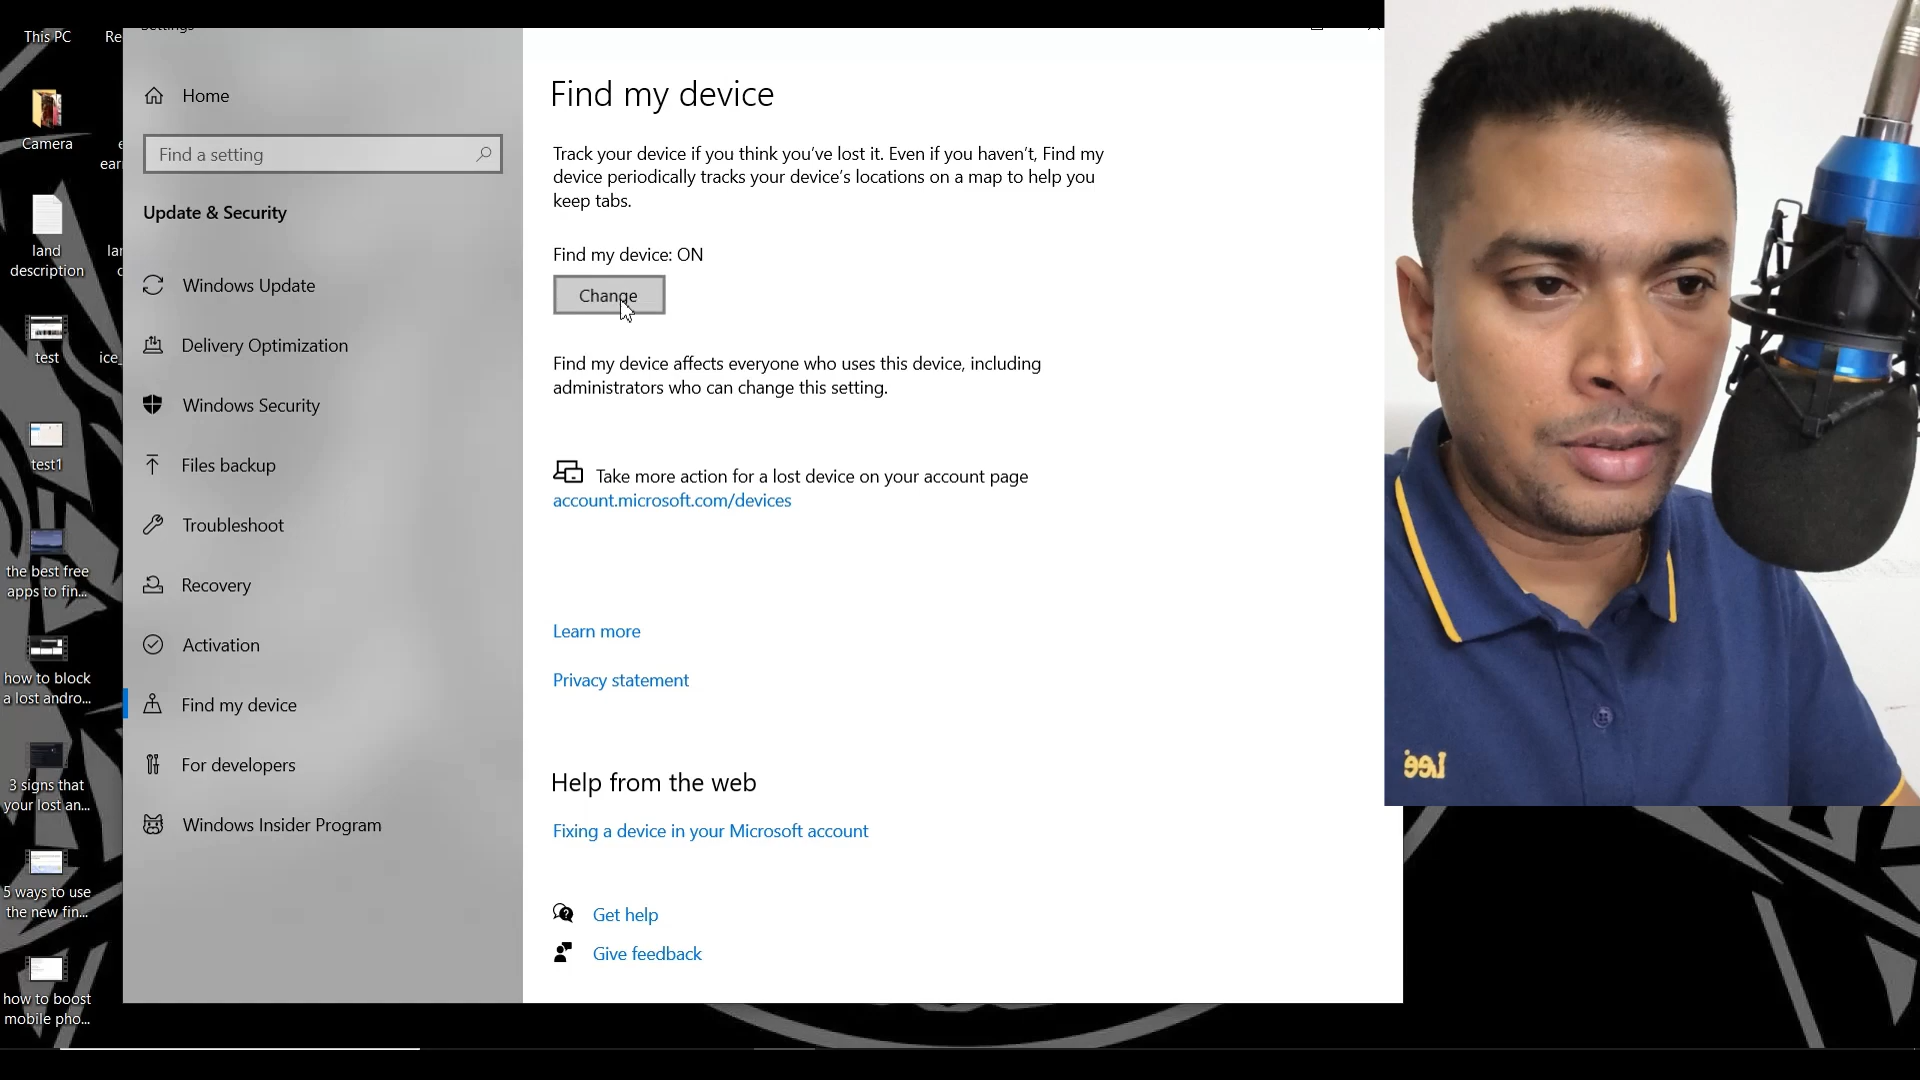 This PC
Re
Camera
e
earn
land
description
lar
c
test
ice_
test1
the best free
apps to fin...
how to block
a lost andro...
3 signs that
your lost an...
5 ways to use
the new fin...
how to boost
mobile pho...
Settings
Home
Find a setting
Update & Security
Windows Update
Delivery Optimization
Windows Security
Files backup
Troubleshoot
Recovery
Activation
Find my device
For developers
Windows Insider Program
Find my device
Track your device if you think you've lost it. Even if you haven't, Find my
device periodically tracks your device's locations on a map to help you
keep tabs.
Find my device: ON
Change
Find my device affects everyone who uses this device, including
administrators who can change this setting.
Take more action for a lost device on your account page
account.microsoft.com/devices
Learn more
Privacy statement
Help from the web
Fixing a device in your Microsoft account
Get help
Give feedback
Lee